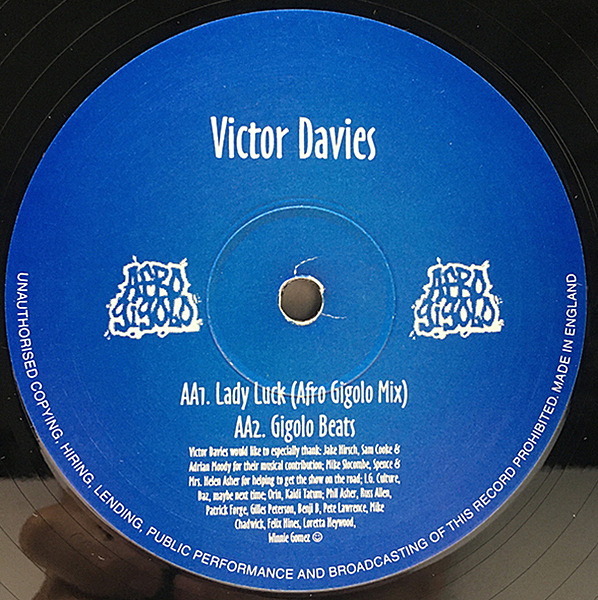 Victor Davies
AFRO
GIGOLO
AFRO
GIGOLO
AA1. Lady Luck (Afro Gigolo Mix)
AA2. Gigolo Beats
Victor Davies would like to especially thank: Jake Hirsch, Sam Cooke &
Adrian Moody for their musical contribution; Mike Slocombe, Spence &
Mrs. Helen Asher for helping to get the show on the road; I.G. Culture,
Daz, maybe next time; Orin, Kaidi Tatum; Phil Asher, Russ Allen,
Patrick Forge, Gilles Peterson, Benji B, Pete Lawrence, Mike
Chadwick, Felix Hines, Loretta Heywood,
Winnie Gomez ☺
UNAUTHORISED COPYING, HIRING, LENDING, PUBLIC PERFORMANCE AND BROADCASTING OF THIS RECORD PROHIBITED. MADE IN ENGLAND